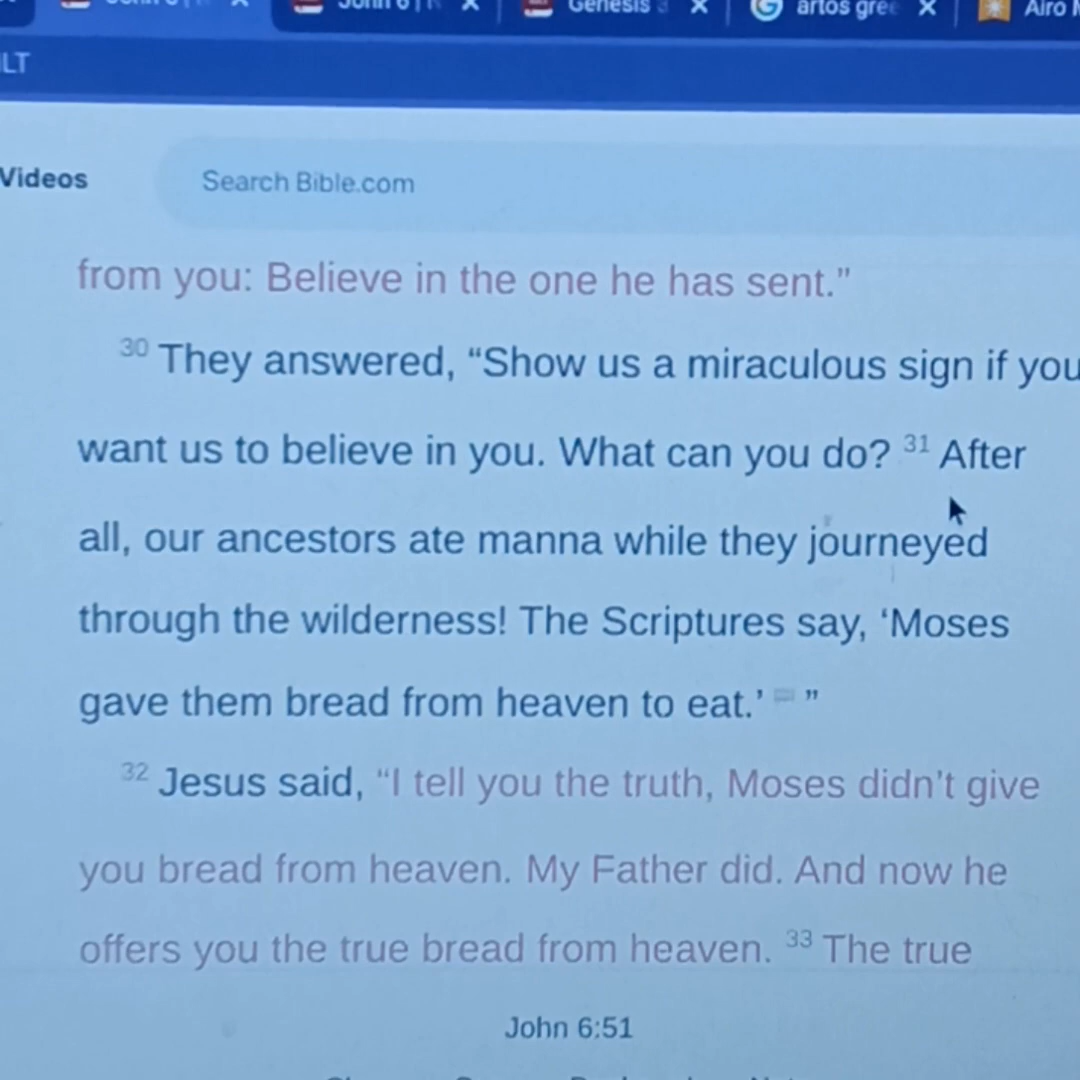 Genesis
artos gre
Airo
LT
Videos
Search Bible.com
from you: Believe in the one he has sent."
30 They answered, “Show us a miraculous sign if you
want us to believe in you. What can you do? 31 After
all, our ancestors ate manna while they journeyed
through the wilderness! The Scriptures say, ‘Moses
gave them bread from heaven to eat.’ ”
32 Jesus said, “I tell you the truth, Moses didn’t give
you bread from heaven. My Father did. And now he
offers you the true bread from heaven. 33 The true
John 6:51